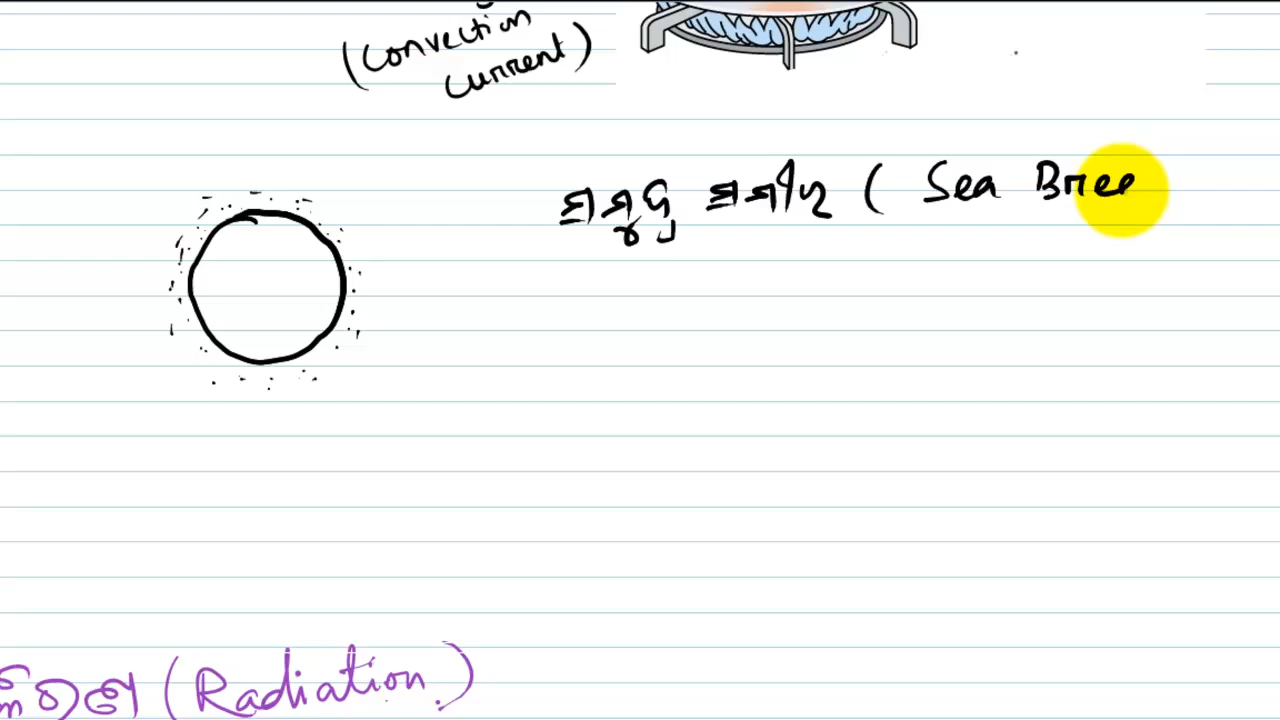 (Convection
current)
ସମୁଦ୍ର ସମୀର ( Sea Bree
(Radiation)